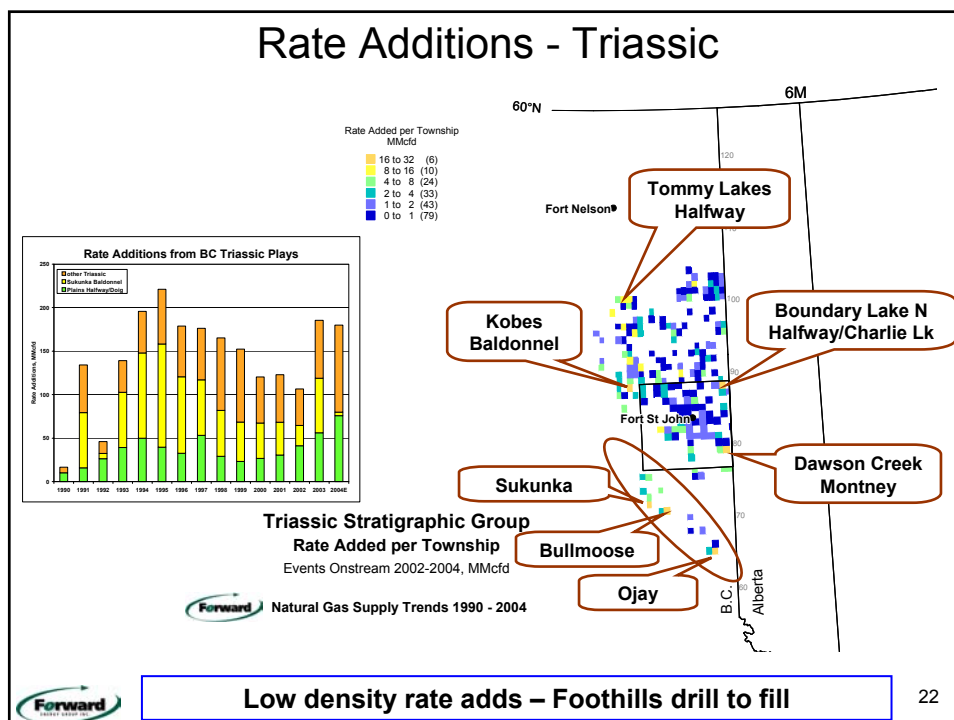 Rate Additions - Triassic
6M
60°N
Rate Added per Township
MMcfd
16 to 32 (6)
8 to 16 (10)
4 to 8 (24)
2 to 4 (33)
1 to 2 (43)
0 to 1 (79)
120
Tommy Lakes
Halfway
Fort Nelson
Rate Additions from BC Triassic Plays
250
200
150
100
50
0
other Triassic
Sukunka Baldonnel
Plains Halfway/Doig
Rate Additions, MMcfd
1990 1991 1992 1993 1994 1995 1996 1997 1998 1999 2000 2001 2002 2003 2004E
100
Kobes
Baldonnel
Boundary Lake N
Halfway/Charlie Lk
90
Fort St John
80
Dawson Creek
Montney
Sukunka
70
Triassic Stratigraphic Group
Rate Added per Township
Events Onstream 2002-2004, MMcfd
Bullmoose
Ojay
60
B.C.
Alberta
Forward
Natural Gas Supply Trends 1990 - 2004
Forward
ENERGY GROUP INC.
Low density rate adds – Foothills drill to fill
22